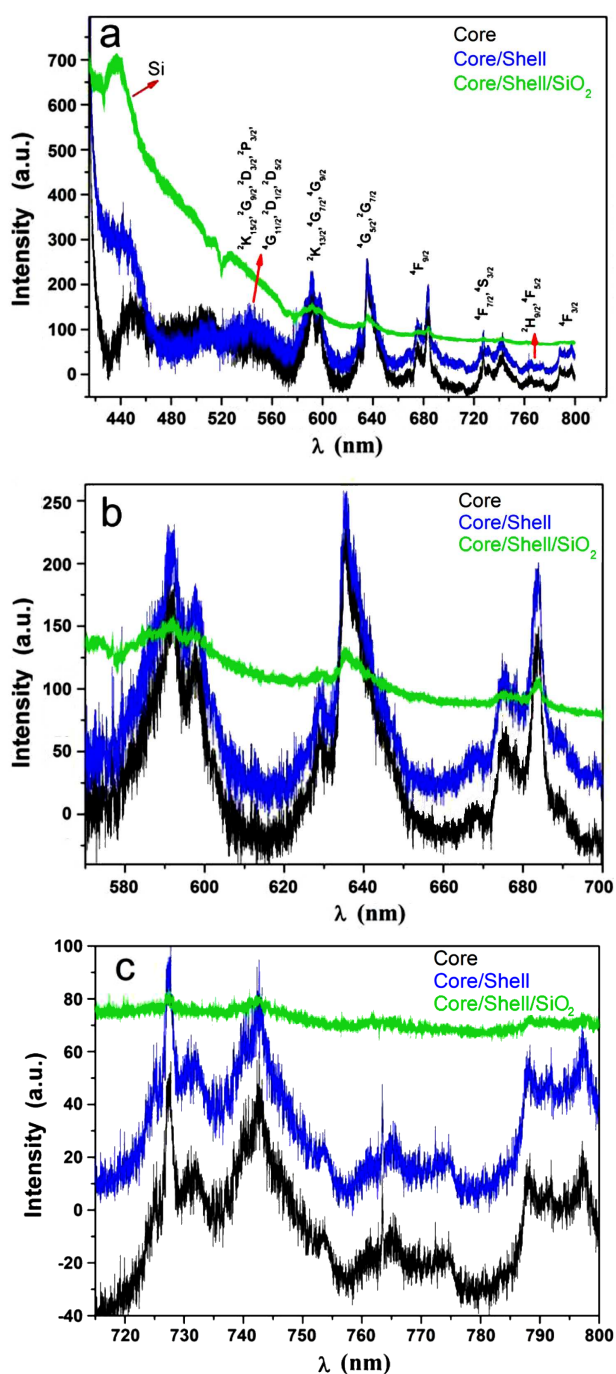 a
Core
Core/Shell
Core/Shell/SiO₂
Si
²K₁₅/₂, ²G₉/₂, ²D₃/₂, ²P₃/₂,
⁴G₁₁/₂, ²D₁/₂, ²D₅/₂
²K₁₃/₂, ⁴G₇/₂, ⁴G₉/₂
⁴G₅/₂, ²G₇/₂
⁴F₉/₂
⁴F₇/₂, ⁴S₃/₂
²H₉/₂, ⁴F₅/₂
⁴F₃/₂
Intensity (a.u.)
700
600
500
400
300
200
100
0
440 480 520 560 600 640 680 720 760 800
λ (nm)
b
Core
Core/Shell
Core/Shell/SiO₂
Intensity (a.u.)
250
200
150
100
50
0
580 600 620 640 660 680 700
λ (nm)
c
Core
Core/Shell
Core/Shell/SiO₂
Intensity (a.u.)
100
80
60
40
20
0
-20
-40
720 730 740 750 760 770 780 790 800
λ (nm)